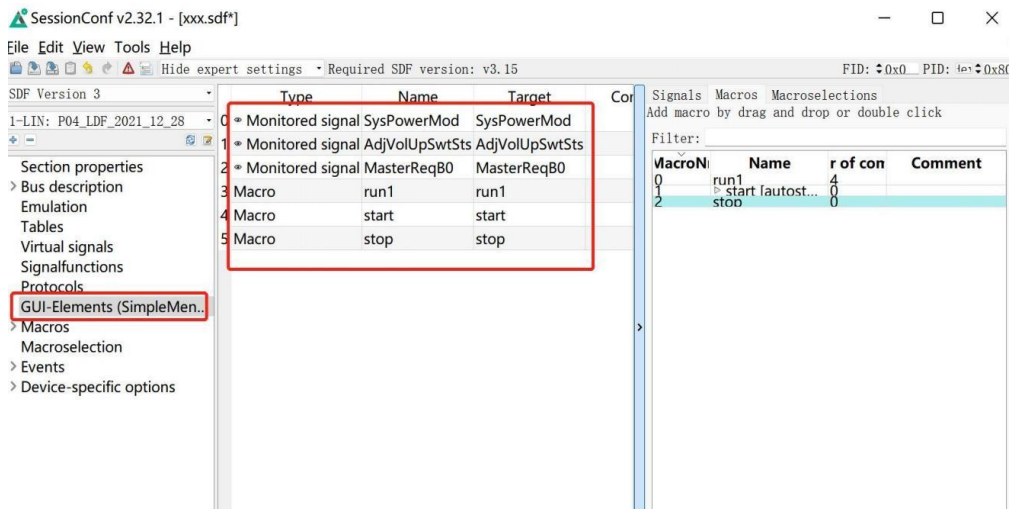 SessionConf v2.32.1 - [xxx.sdf*]
File Edit View Tools Help
Hide expert settings Required SDF version: v3.15 FID: 0x0 PID: 0x80
SDF Version 3
1-LIN: P04_LDF_2021_12_28
Section properties
Bus description
Emulation
Tables
Virtual signals
Signalfunctions
Protocols
GUI-Elements (SimpleMen..
Macros
Macroselection
Events
Device-specific options
Type Name Target Cor
0 Monitored signal SysPowerMod SysPowerMod
1 Monitored signal AdjVolUpSwtSts AdjVolUpSwtSts
2 Monitored signal MasterReqB0 MasterReqB0
3 Macro run1 run1
4 Macro start start
5 Macro stop stop
Signals Macros Macroselections
Add macro by drag and drop or double click
Filter:
MacroNı Name r of con Comment
0 run1 4
1 start [autost... 0
2 stop 0